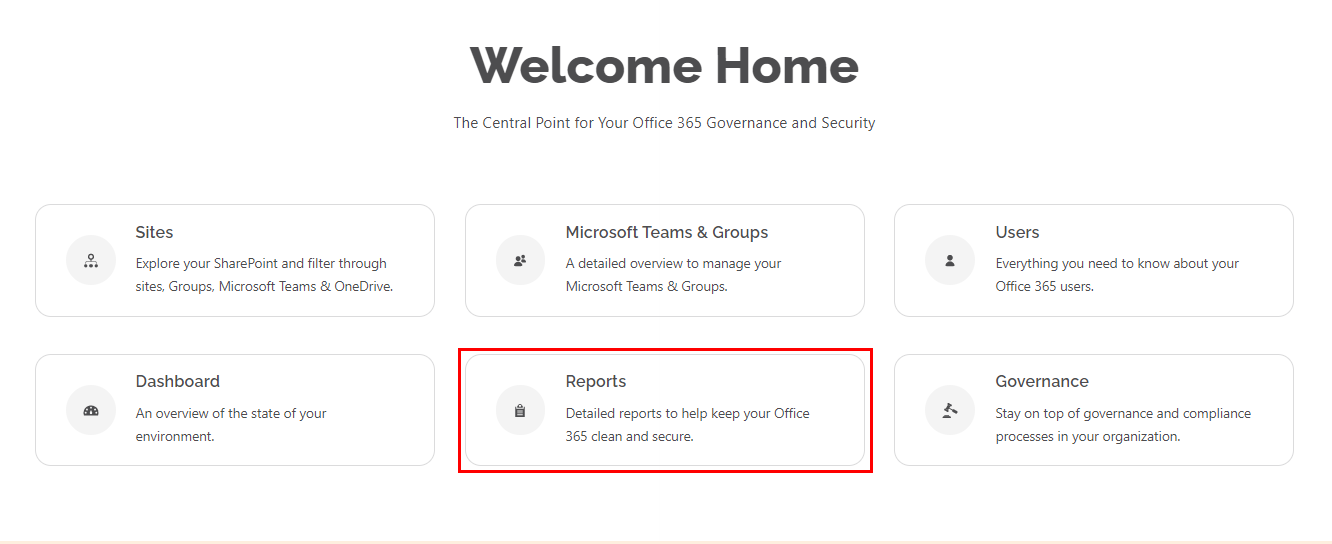 Welcome Home
The Central Point for Your Office 365 Governance and Security
Sites
Explore your SharePoint and filter through
sites, Groups, Microsoft Teams & OneDrive.
Microsoft Teams & Groups
A detailed overview to manage your
Microsoft Teams & Groups.
Users
Everything you need to know about your
Office 365 users.
Dashboard
An overview of the state of your
environment.
Reports
Detailed reports to help keep your Office
365 clean and secure.
Governance
Stay on top of governance and compliance
processes in your organization.